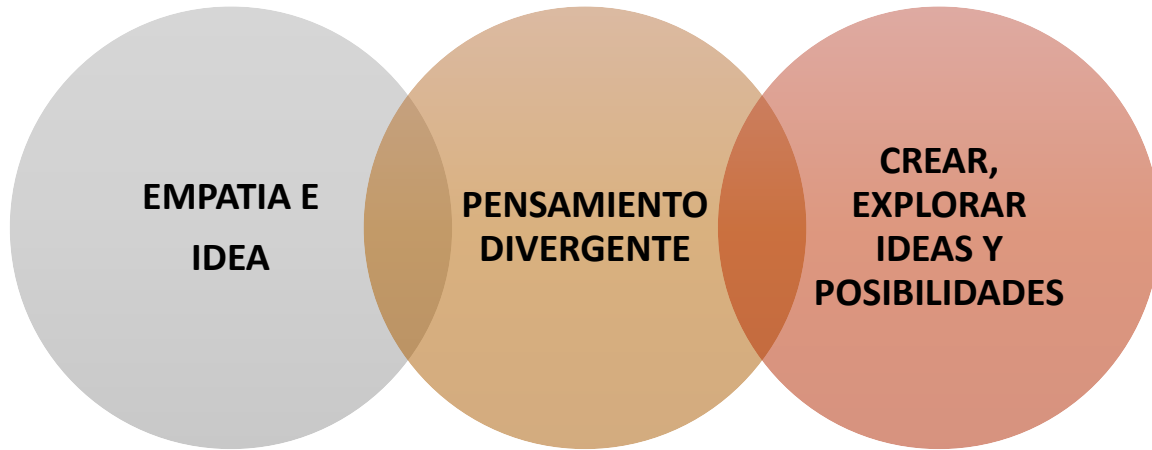 EMPATIA E
IDEA
PENSAMIENTO
DIVERGENTE
CREAR,
EXPLORAR
IDEAS Y
POSIBILIDADES